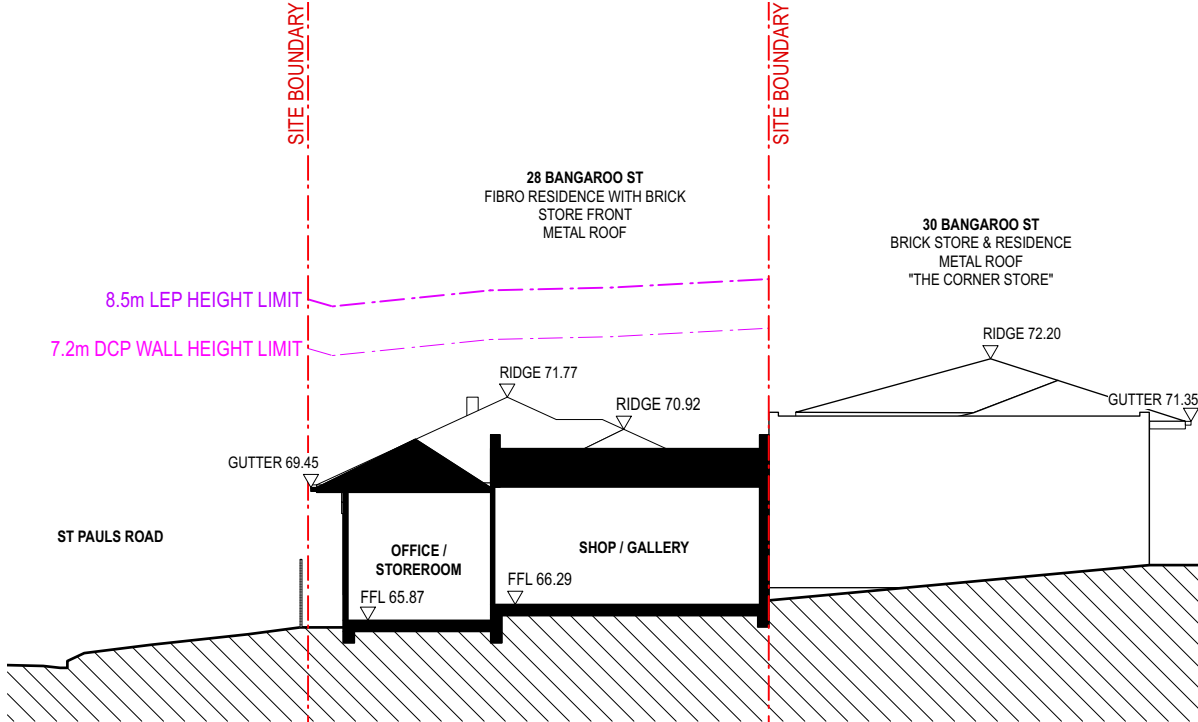 SITE BOUNDARY
SITE BOUNDARY
28 BANGAROO ST
FIBRO RESIDENCE WITH BRICK
STORE FRONT
METAL ROOF
30 BANGAROO ST
BRICK STORE & RESIDENCE
METAL ROOF
"THE CORNER STORE"
8.5m LEP HEIGHT LIMIT
7.2m DCP WALL HEIGHT LIMIT
RIDGE 72.20
RIDGE 71.77
RIDGE 70.92
GUTTER 71.35
GUTTER 69.45
ST PAULS ROAD
OFFICE /
STOREROOM
SHOP / GALLERY
FFL 66.29
FFL 65.87